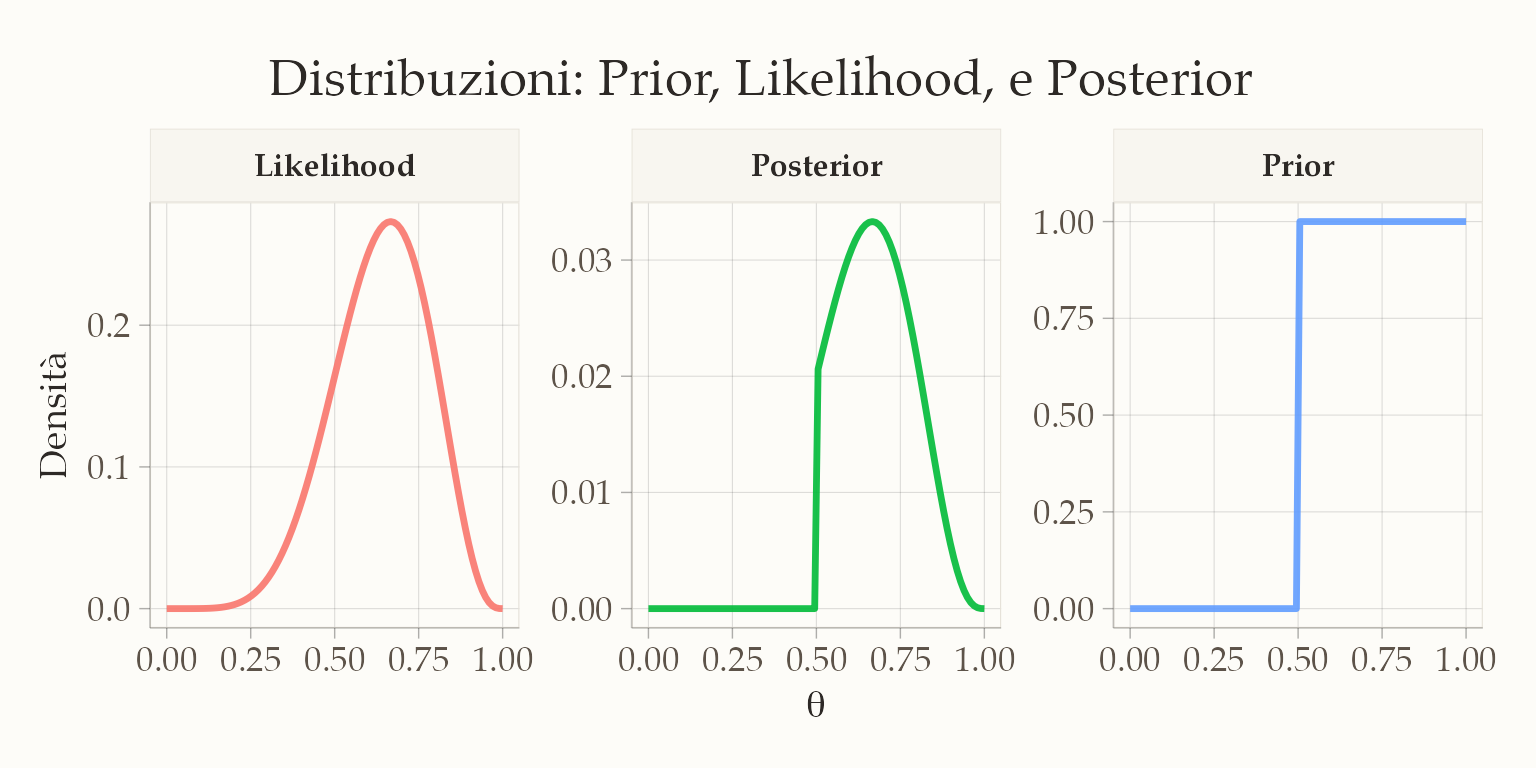 Distribuzioni: Prior, Likelihood, e Posterior
Likelihood
Posterior
Prior
Densità
0.2
0.1
0.0
0.00 0.25 0.50 0.75 1.00
0.03
0.02
0.01
0.00
0.00 0.25 0.50 0.75 1.00
1.00
0.75
0.50
0.25
0.00
0.00 0.25 0.50 0.75 1.00
θ